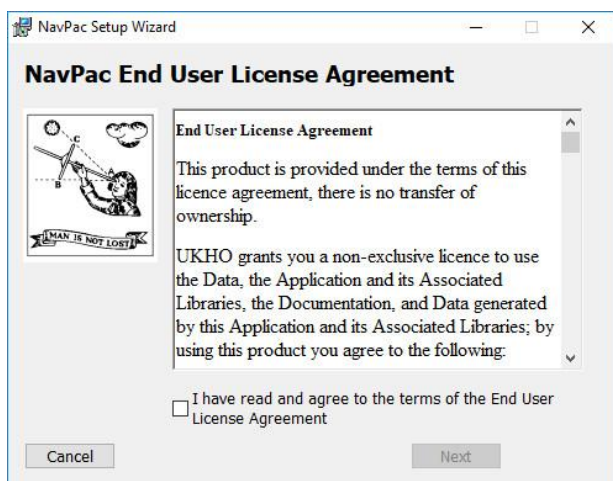 NavPac Setup Wizard
NavPac End User License Agreement
C
A
B
MAN IS NOT LOST
End User License Agreement
This product is provided under the terms of this
licence agreement, there is no transfer of
ownership.
UKHO grants you a non-exclusive licence to use
the Data, the Application and its Associated
Libraries, the Documentation, and Data generated
by this Application and its Associated Libraries; by
using this product you agree to the following:
I have read and agree to the terms of the End User
License Agreement
Cancel
Next